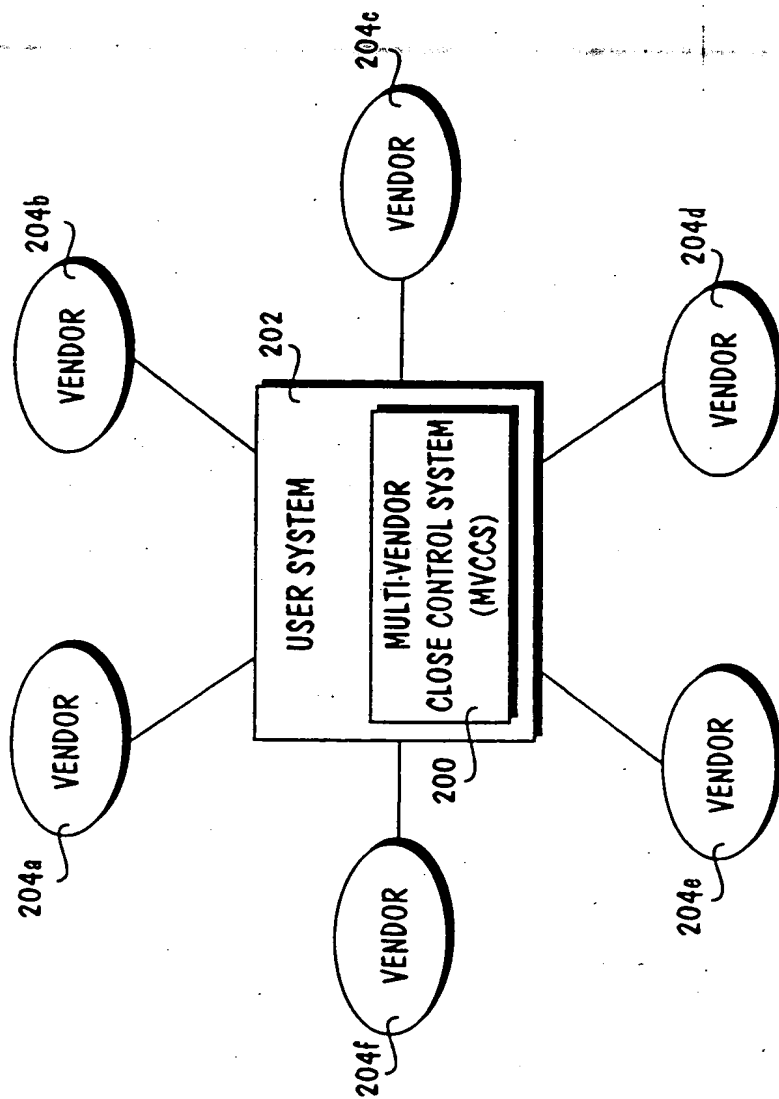 204a
VENDOR
204b
VENDOR
204f
VENDOR
USER SYSTEM
202
MULTI-VENDOR
CLOSE CONTROL SYSTEM
(MVCCS)
200
204c
VENDOR
204e
VENDOR
204d
VENDOR